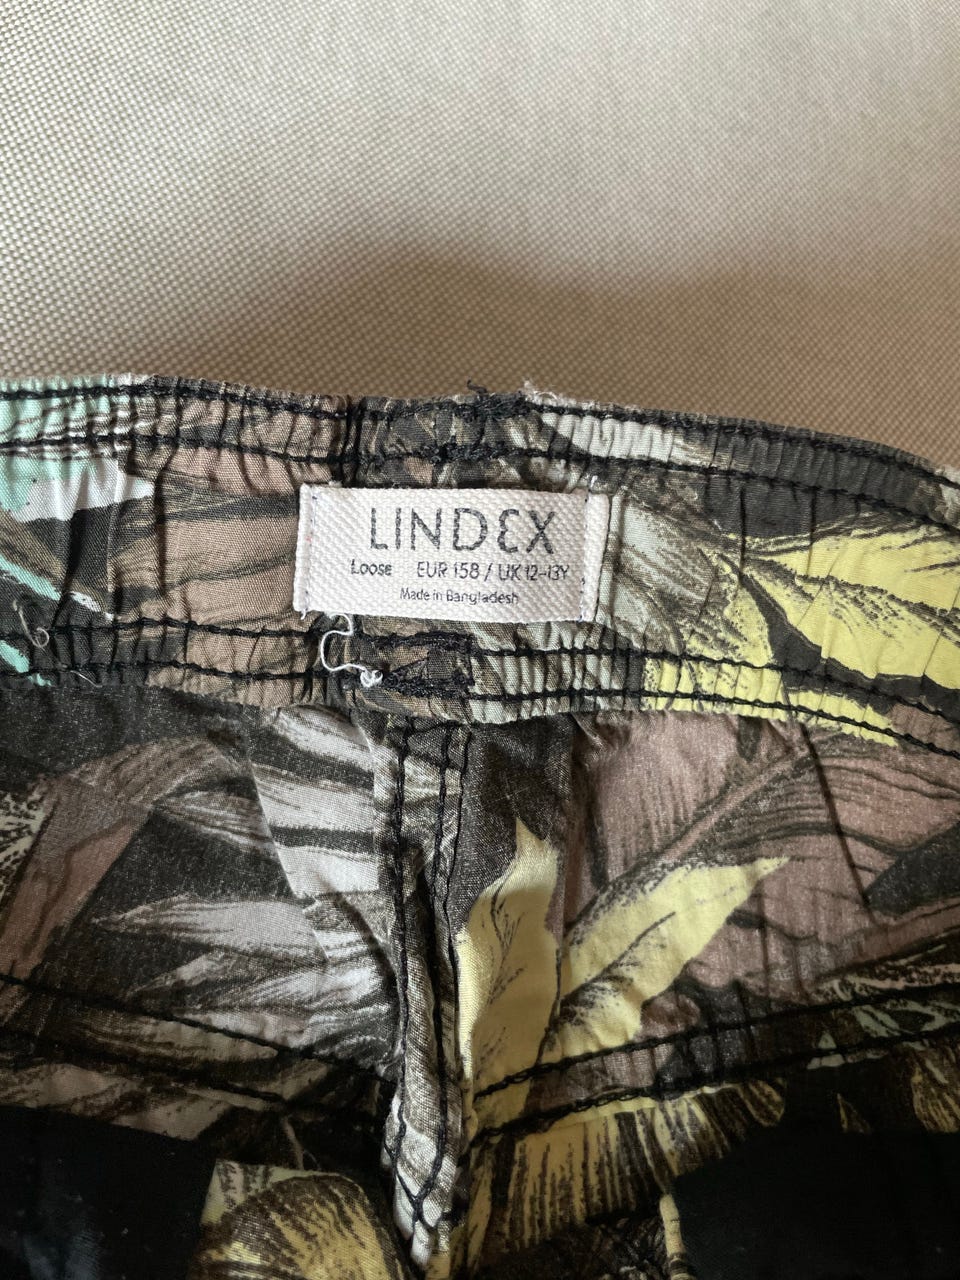 LINDEX
Loose EUR 158 / UK 12-13Y
Made in Bangladesh